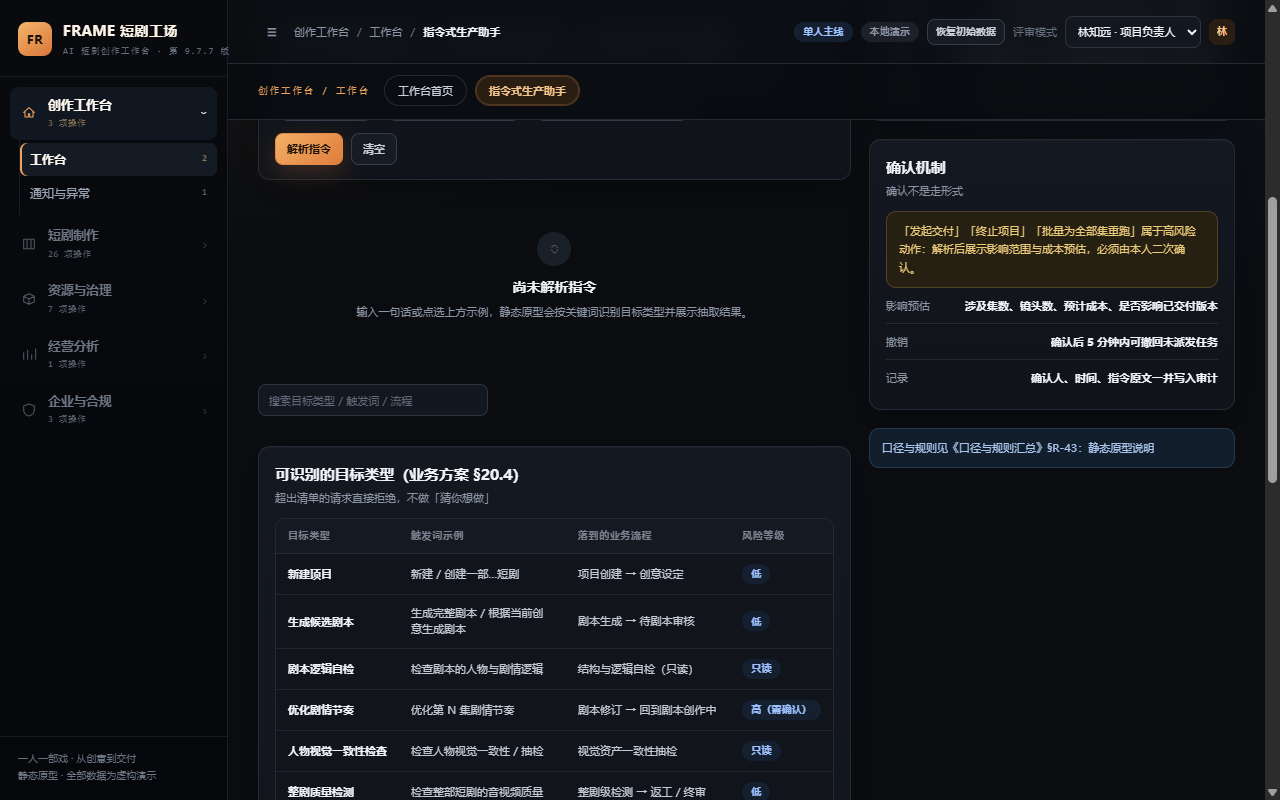 FR
FRAME 短剧工场
AI 短剧创作工作台 · 第 9.7.7 版
创作工作台
3 项操作
工作台
2
通知与异常
1
短剧制作
26 项操作
资源与治理
7 项操作
经营分析
1 项操作
企业与合规
3 项操作
一人一部戏 · 从创意到交付
静态原型 · 全部数据为虚构演示
创作工作台 / 工作台 / 指令式生产助手
单人主线
本地演示
恢复初始数据
评审模式
林知远 · 项目负责人
林
创作工作台 / 工作台
工作台首页
指令式生产助手
解析指令
清空
尚未解析指令
输入一句话或点选上方示例，静态原型会按关键词识别目标类型并展示抽取结果。
搜索目标类型 / 触发词 / 流程
可识别的目标类型（业务方案 §20.4）
超出清单的请求直接拒绝，不做「猜你想做」
目标类型 触发词示例 落到的业务流程 风险等级
新建项目 新建 / 创建一部…短剧 项目创建 → 创意设定 低
生成候选剧本 生成完整剧本 / 根据当前创意生成剧本 剧本生成 → 待剧本审核 低
剧本逻辑自检 检查剧本的人物与剧情逻辑 结构与逻辑自检（只读） 只读
优化剧情节奏 优化第 N 集剧情节奏 剧本修订 → 回到剧本创作中 高（需确认）
人物视觉一致性检查 检查人物视觉一致性 / 抽检 视觉资产一致性抽检 只读
整剧质量检测 检查整部短剧的音视频质量 整剧级检测 → 返工 / 终审 低
确认机制
确认不是走形式
「发起交付」「终止项目」「批量为全部集重跑」属于高风险
动作：解析后展示影响范围与成本预估，必须由本人二次确
认。
影响预估 涉及集数、镜头数、预计成本、是否影响已交付版本
撤销 确认后 5 分钟内可撤回未派发任务
记录 确认人、时间、指令原文一并写入审计
口径与规则见《口径与规则汇总》§R-43：静态原型说明